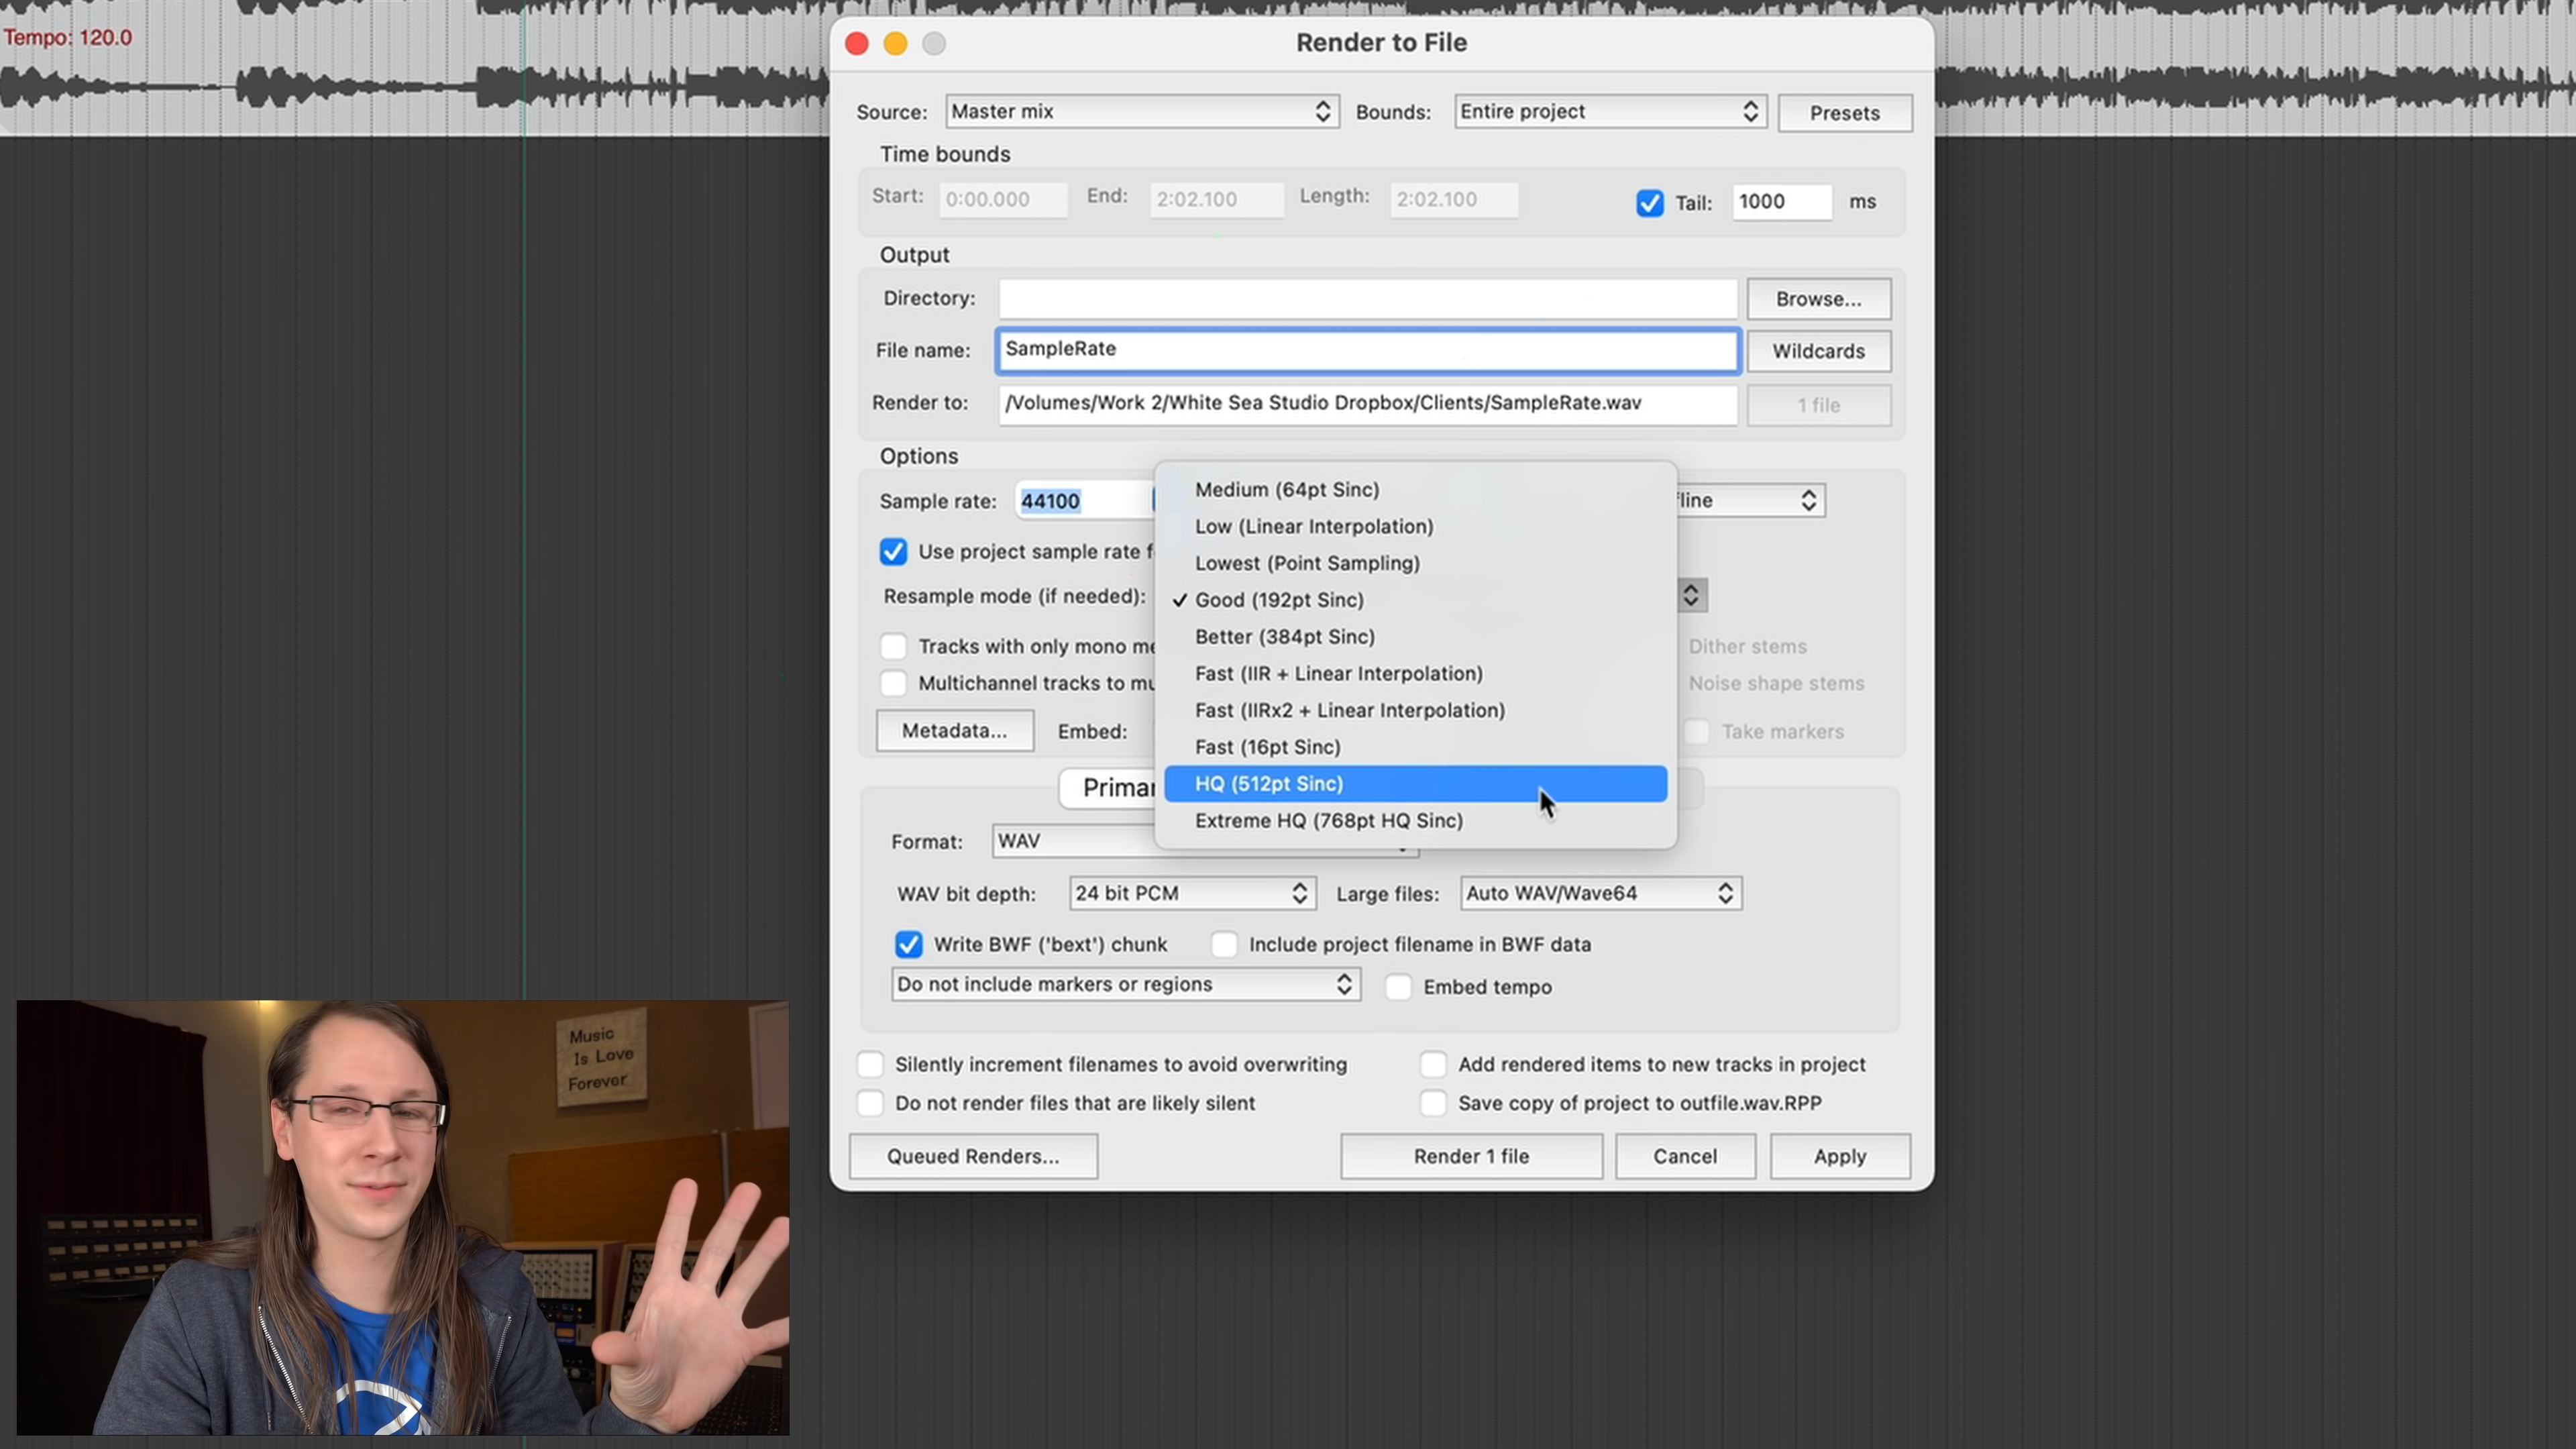 Tempo: 120.0
Render to File
Source: Master mix Bounds: Entire project Presets
Time bounds
Start: 0:00.000 End: 2:02.100 Length: 2:02.100 Tail: 1000 ms
Output
Directory: Browse...
File name: SampleRate Wildcards
Render to: /Volumes/Work 2/White Sea Studio Dropbox/Clients/SampleRate.wav 1 file
Options
Sample rate: 44100
Use project sample rate
Resample mode (if needed):
Tracks with only mono
Multichannel tracks to
Metadata... Embed:
Medium (64pt Sinc)
Low (Linear Interpolation)
Lowest (Point Sampling)
✓ Good (192pt Sinc)
Better (384pt Sinc)
Fast (IIR + Linear Interpolation)
Fast (IIRx2 + Linear Interpolation)
Fast (16pt Sinc)
HQ (512pt Sinc)
Extreme HQ (768pt HQ Sinc)
Dither stems
Noise shape stems
Take markers
Format: WAV
WAV bit depth: 24 bit PCM Large files: Auto WAV/Wave64
Write BWF ('bext') chunk Include project filename in BWF data
Do not include markers or regions Embed tempo
Silently increment filenames to avoid overwriting Add rendered items to new tracks in project
Do not render files that are likely silent Save copy of project to outfile.wav.RPP
Queued Renders... Render 1 file Cancel Apply
Music
Is Love
Forever